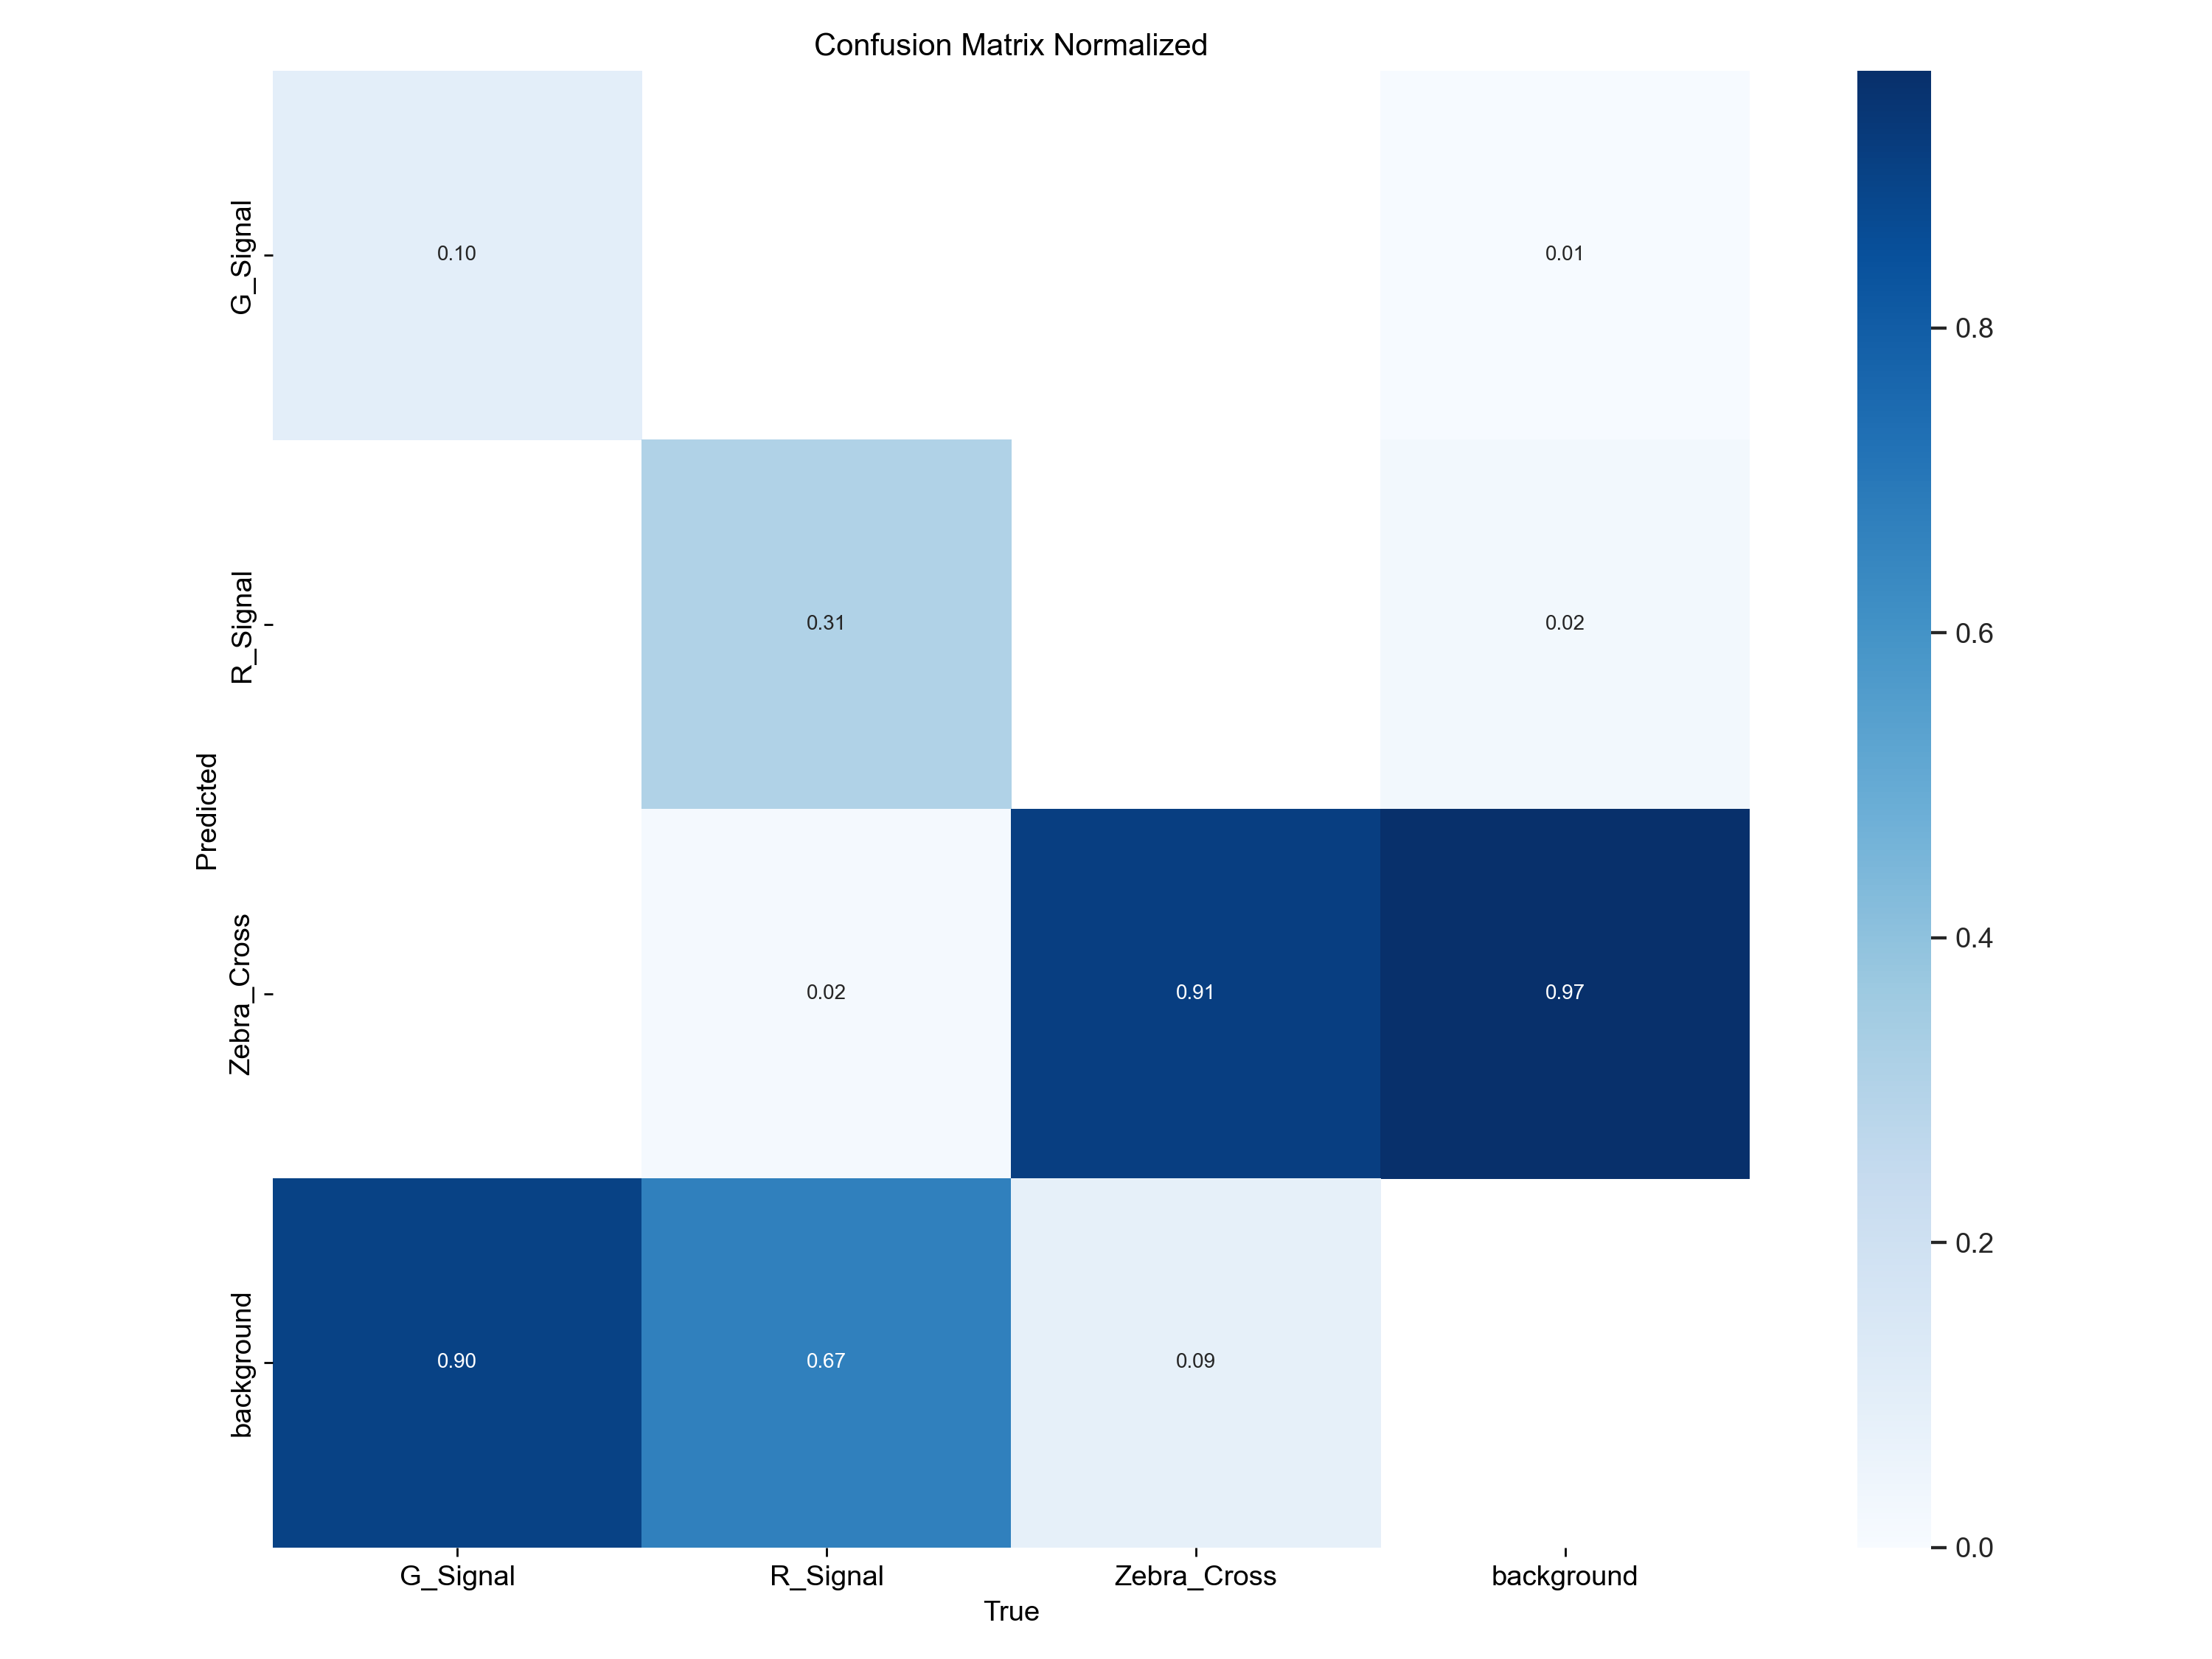 Confusion Matrix Normalized
Predicted
G_Signal
0.10
0.01
R_Signal
0.31
0.02
Zebra_Cross
0.02
0.91
0.97
background
0.90
0.67
0.09
G_Signal
R_Signal
Zebra_Cross
background
True
0.8
0.6
0.4
0.2
0.0